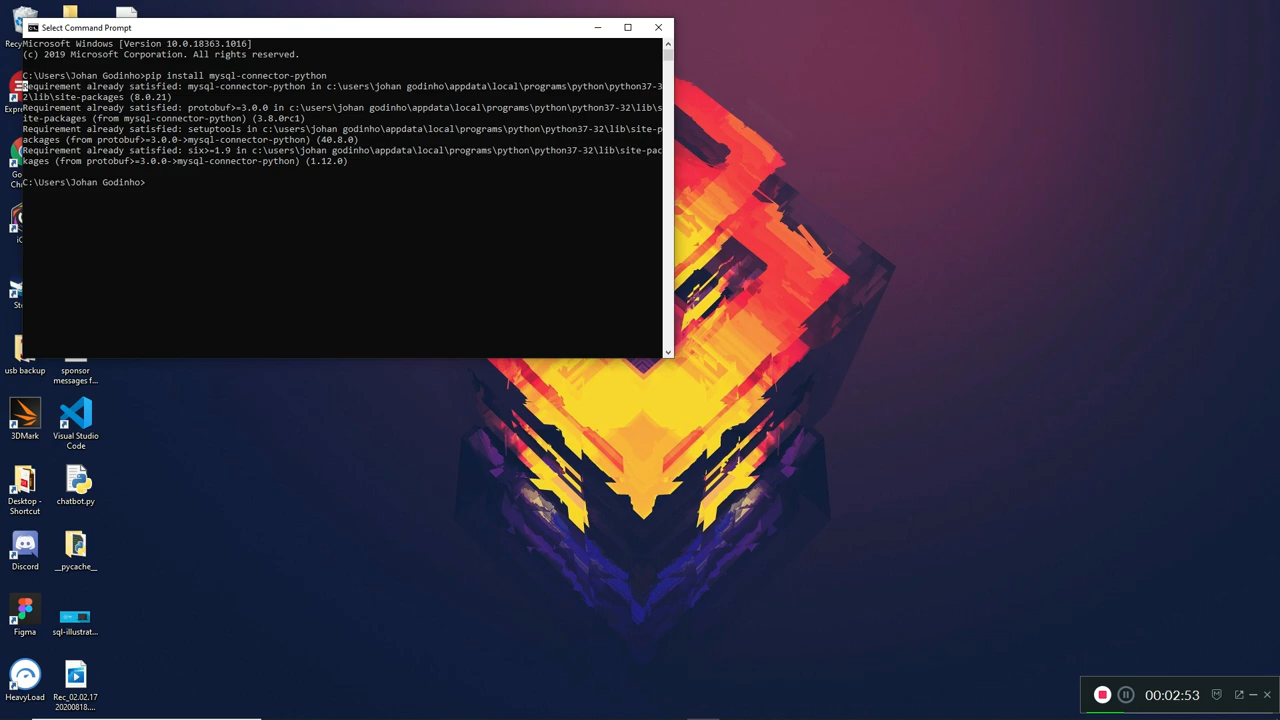 Select Command Prompt
Microsoft Windows [Version 10.0.18363.1016]
(c) 2019 Microsoft Corporation. All rights reserved.
C:\Users\Johan Godinho>pip install mysql-connector-python
Requirement already satisfied: mysql-connector-python in c:\users\johan godinho\appdata\local\programs\python\python37-3
2\lib\site-packages (8.0.21)
Requirement already satisfied: protobuf>=3.0.0 in c:\users\johan godinho\appdata\local\programs\python\python37-32\lib\s
ite-packages (from mysql-connector-python) (3.8.0rc1)
Requirement already satisfied: setuptools in c:\users\johan godinho\appdata\local\programs\python\python37-32\lib\site-p
ackages (from protobuf>=3.0.0->mysql-connector-python) (40.8.0)
Requirement already satisfied: six>=1.9 in c:\users\johan godinho\appdata\local\programs\python\python37-32\lib\site-pac
kages (from protobuf>=3.0.0->mysql-connector-python) (1.12.0)
C:\Users\Johan Godinho>
usb backup
sponsor
messages f...
3DMark
Visual Studio
Code
Desktop -
Shortcut
chatbot.py
Discord
__pycache__
Figma
sql-illustrat...
HeavyLoad
Rec_02.02.17
20200818....
00:02:53